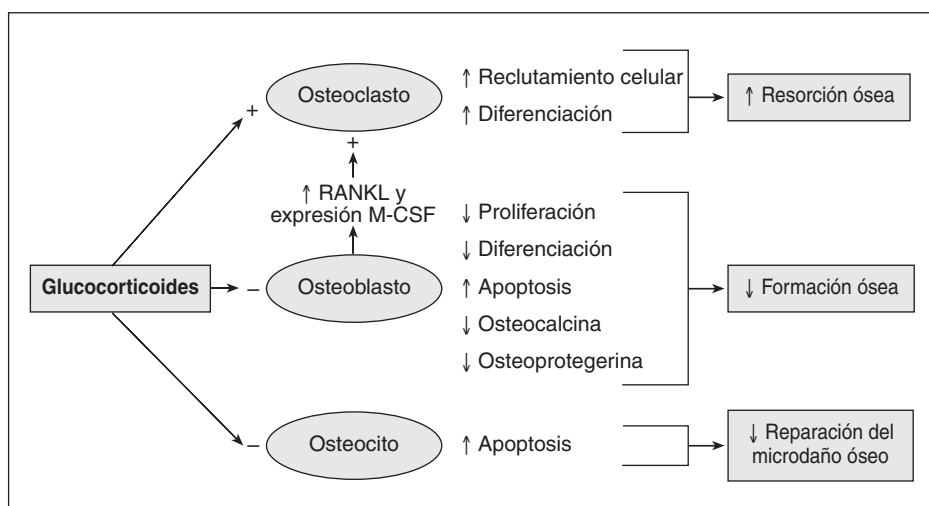 Osteoclasto
↑ Reclutamiento celular
↑ Diferenciación
↑ Resorción ósea
+
+
↑ RANKL y
expresión M-CSF
Glucocorticoides
–
Osteoblasto
↓ Proliferación
↓ Diferenciación
↑ Apoptosis
↓ Osteocalcina
↓ Osteoprotegerina
↓ Formación ósea
–
Osteocito
↑ Apoptosis
↓ Reparación del
microdaño óseo